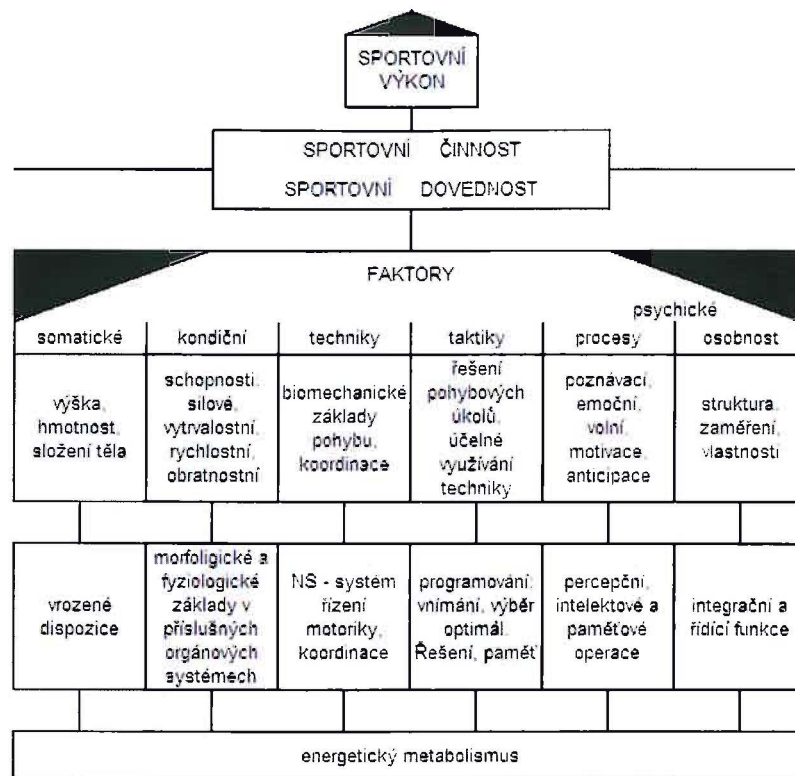 SPORTOVNÍ
VÝKON
SPORTOVNÍ ČINNOST
SPORTOVNÍ DOVEDNOST
FAKTORY
psychické
somatické
kondiční
techniky
taktiky
procesy
osobnost
výška,
hmotnost,
složení těla
schopnosti:
silové,
vytrvalostní,
rychlostní,
obratnostní
biomechanické
základy
pohybu,
koordinace
řešení
pohybových
úkolů,
účelné
využívání
techniky
poznávací,
emoční,
volní,
motivace,
anticipace
struktura,
zaměření,
vlastnosti
vrozené
dispozice
morfoligické a
fyziologické
základy v
příslušných
orgánových
systémech
NS - systém
řízení
motoriky,
koordinace
programování:
vnímání, výběr
optimál.
Řešení, paměť
percepční,
intelektové a
paměťové
operace
integrační a
řídící funkce
energetický metabolismus